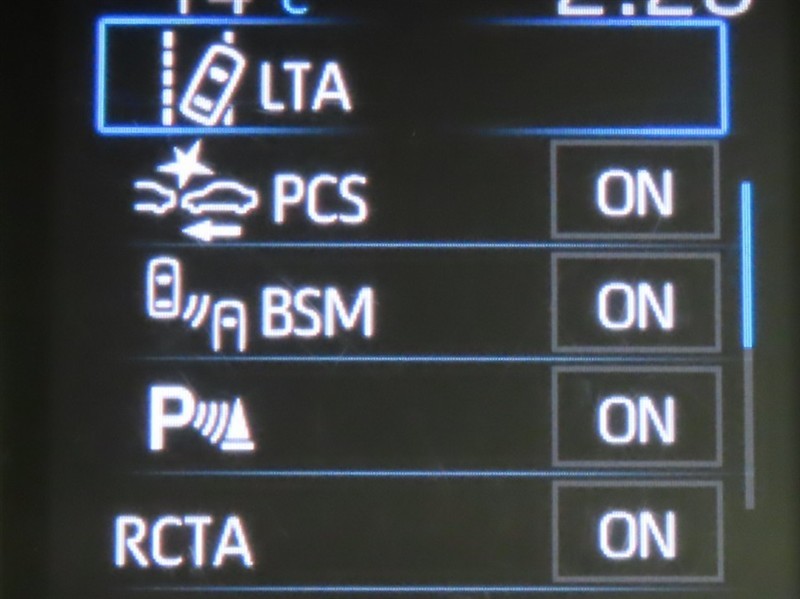 LTA
PCS ON
BSM ON
P ON
RCTA ON